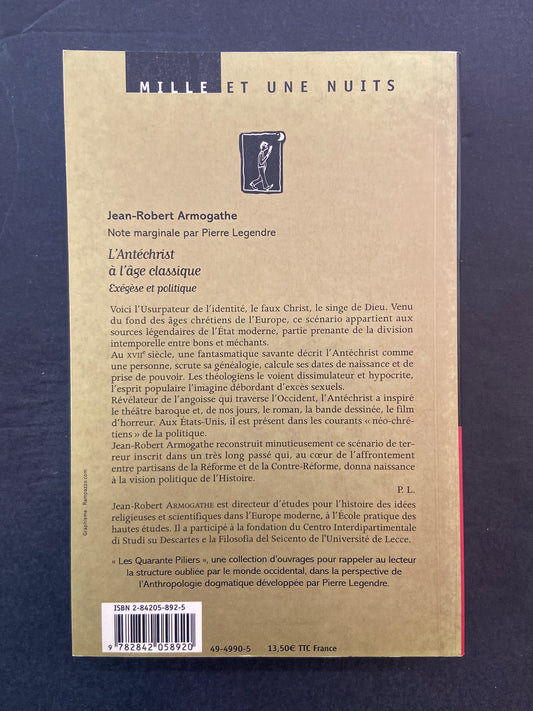 MILLE ET UNE NUITS
Jean-Robert Armogathe
Note marginale par Pierre Legendre
L'Antéchrist
à l'âge classique
Exégèse et politique
Voici l'Usurpateur de l'identité, le faux Christ, le singe de Dieu. Venu
du fond des âges chrétiens de l'Europe, ce scénario appartient aux
sources légendaires de l'État moderne, partie prenante de la division
intemporelle entre bons et méchants.
Au XVIIe siècle, une fantasmatique savante décrit l'Antéchrist comme
une personne, scrute sa généalogie, calcule ses dates de naissance et de
prise de pouvoir. Les théologiens le voient dissimulateur et hypocrite,
l'esprit populaire l'imagine débordant d'excès sexuels.
Révélateur de l'angoisse qui traverse l'Occident, l'Antéchrist a inspiré
le théâtre baroque et, de nos jours, le roman, la bande dessinée, le film
d'horreur. Aux États-Unis, il est présent dans les courants « néo-chré-
tiens » de la politique.
Jean-Robert Armogathe reconstruit minutieusement ce scénario de ter-
reur inscrit dans un très long passé qui, au cœur de l'affrontement
entre partisans de la Réforme et de la Contre-Réforme, donna naissance
à la vision politique de l'Histoire.
P. L.
Jean-Robert ARMOGATHE est directeur d'études pour l'histoire des idées
religieuses et scientifiques dans l'Europe moderne, à l'École pratique des
hautes études. Il a participé à la fondation du Centro Interdipartimentale
di Studi su Descartes e la Filosofia del Seicento de l'Université de Lecce.
« Les Quarante Piliers », une collection d'ouvrages pour rappeler au lecteur
la structure oubliée par le monde occidental, dans la perspective de
l'Anthropologie dogmatique développée par Pierre Legendre.
Graphisme : Rampazzo.com
ISBN 2-84205-892-5
9 782842 058920
49-4990-5
13,50€ TTC France